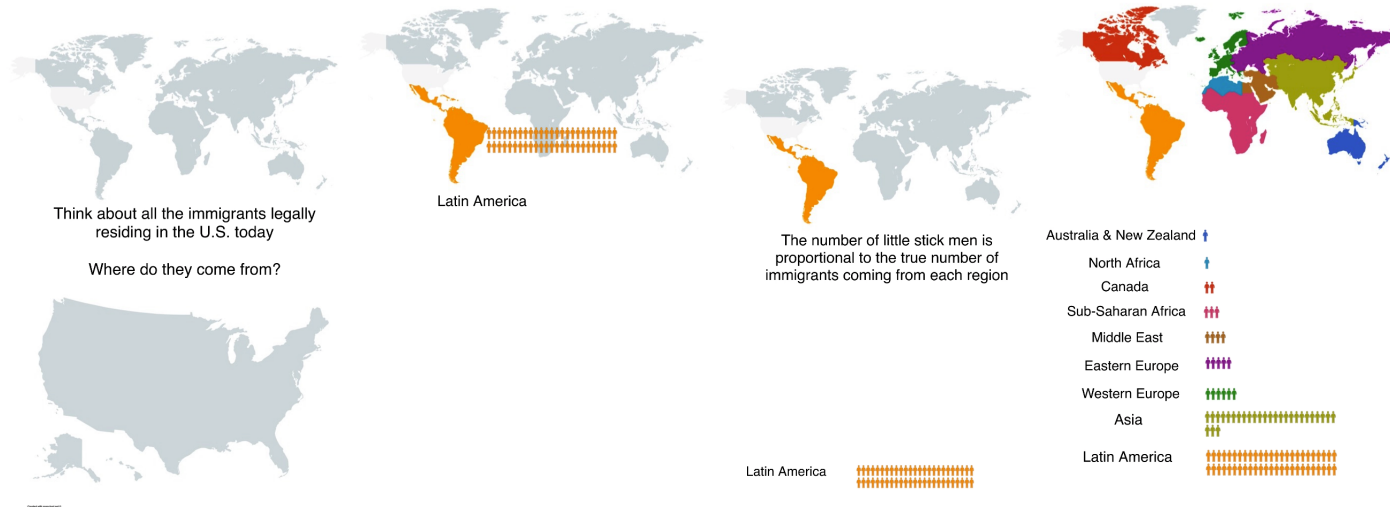 Think about all the immigrants legally
residing in the U.S. today
Where do they come from?
Latin America
The number of little stick men is
proportional to the true number of
immigrants coming from each region
Latin America
Australia & New Zealand
North Africa
Canada
Sub-Saharan Africa
Middle East
Eastern Europe
Western Europe
Asia
Latin America